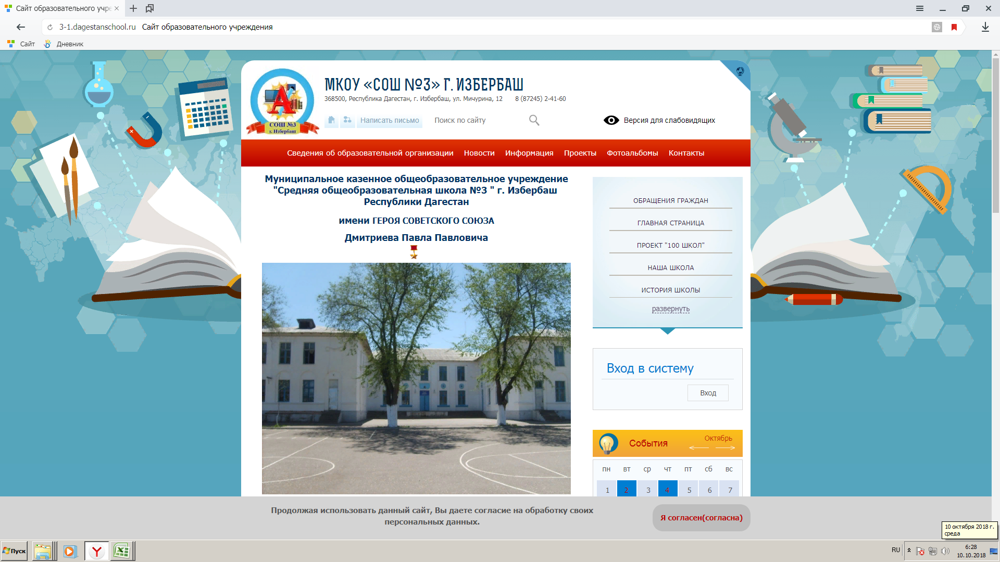 Сайт образовательного учре
3-1.dagestanschool.ru Сайт образовательного учреждения
Сайт Дневник
МКОУ «СОШ №3» Г. ИЗБЕРБАШ
368500, Республика Дагестан, г. Избербаш, ул. Мичурина, 12 8 (87245) 2-41-60
СОШ №3
г. Избербаш
Написать письмо Поиск по сайту Версия для слабовидящих
Сведения об образовательной организации Новости Информация Проекты Фотоальбомы Контакты
Муниципальное казенное общеобразовательное учреждение
"Средняя общеобразовательная школа №3 " г. Избербаш
Республики Дагестан
имени ГЕРОЯ СОВЕТСКОГО СОЮЗА
Дмитриева Павла Павловича
ОБРАЩЕНИЯ ГРАЖДАН
ГЛАВНАЯ СТРАНИЦА
ПРОЕКТ "100 ШКОЛ"
НАША ШКОЛА
ИСТОРИЯ ШКОЛЫ
развернуть
Вход в систему
Вход
События
Октябрь
пн вт ср чт пт сб вс
1 2 3 4 5 6 7
Продолжая использовать данный сайт, Вы даете согласие на обработку своих
персональных данных.
Я согласен(согласна)
10 октября 2018 г.
среда
Пуск
RU
6:28
10.10.2018